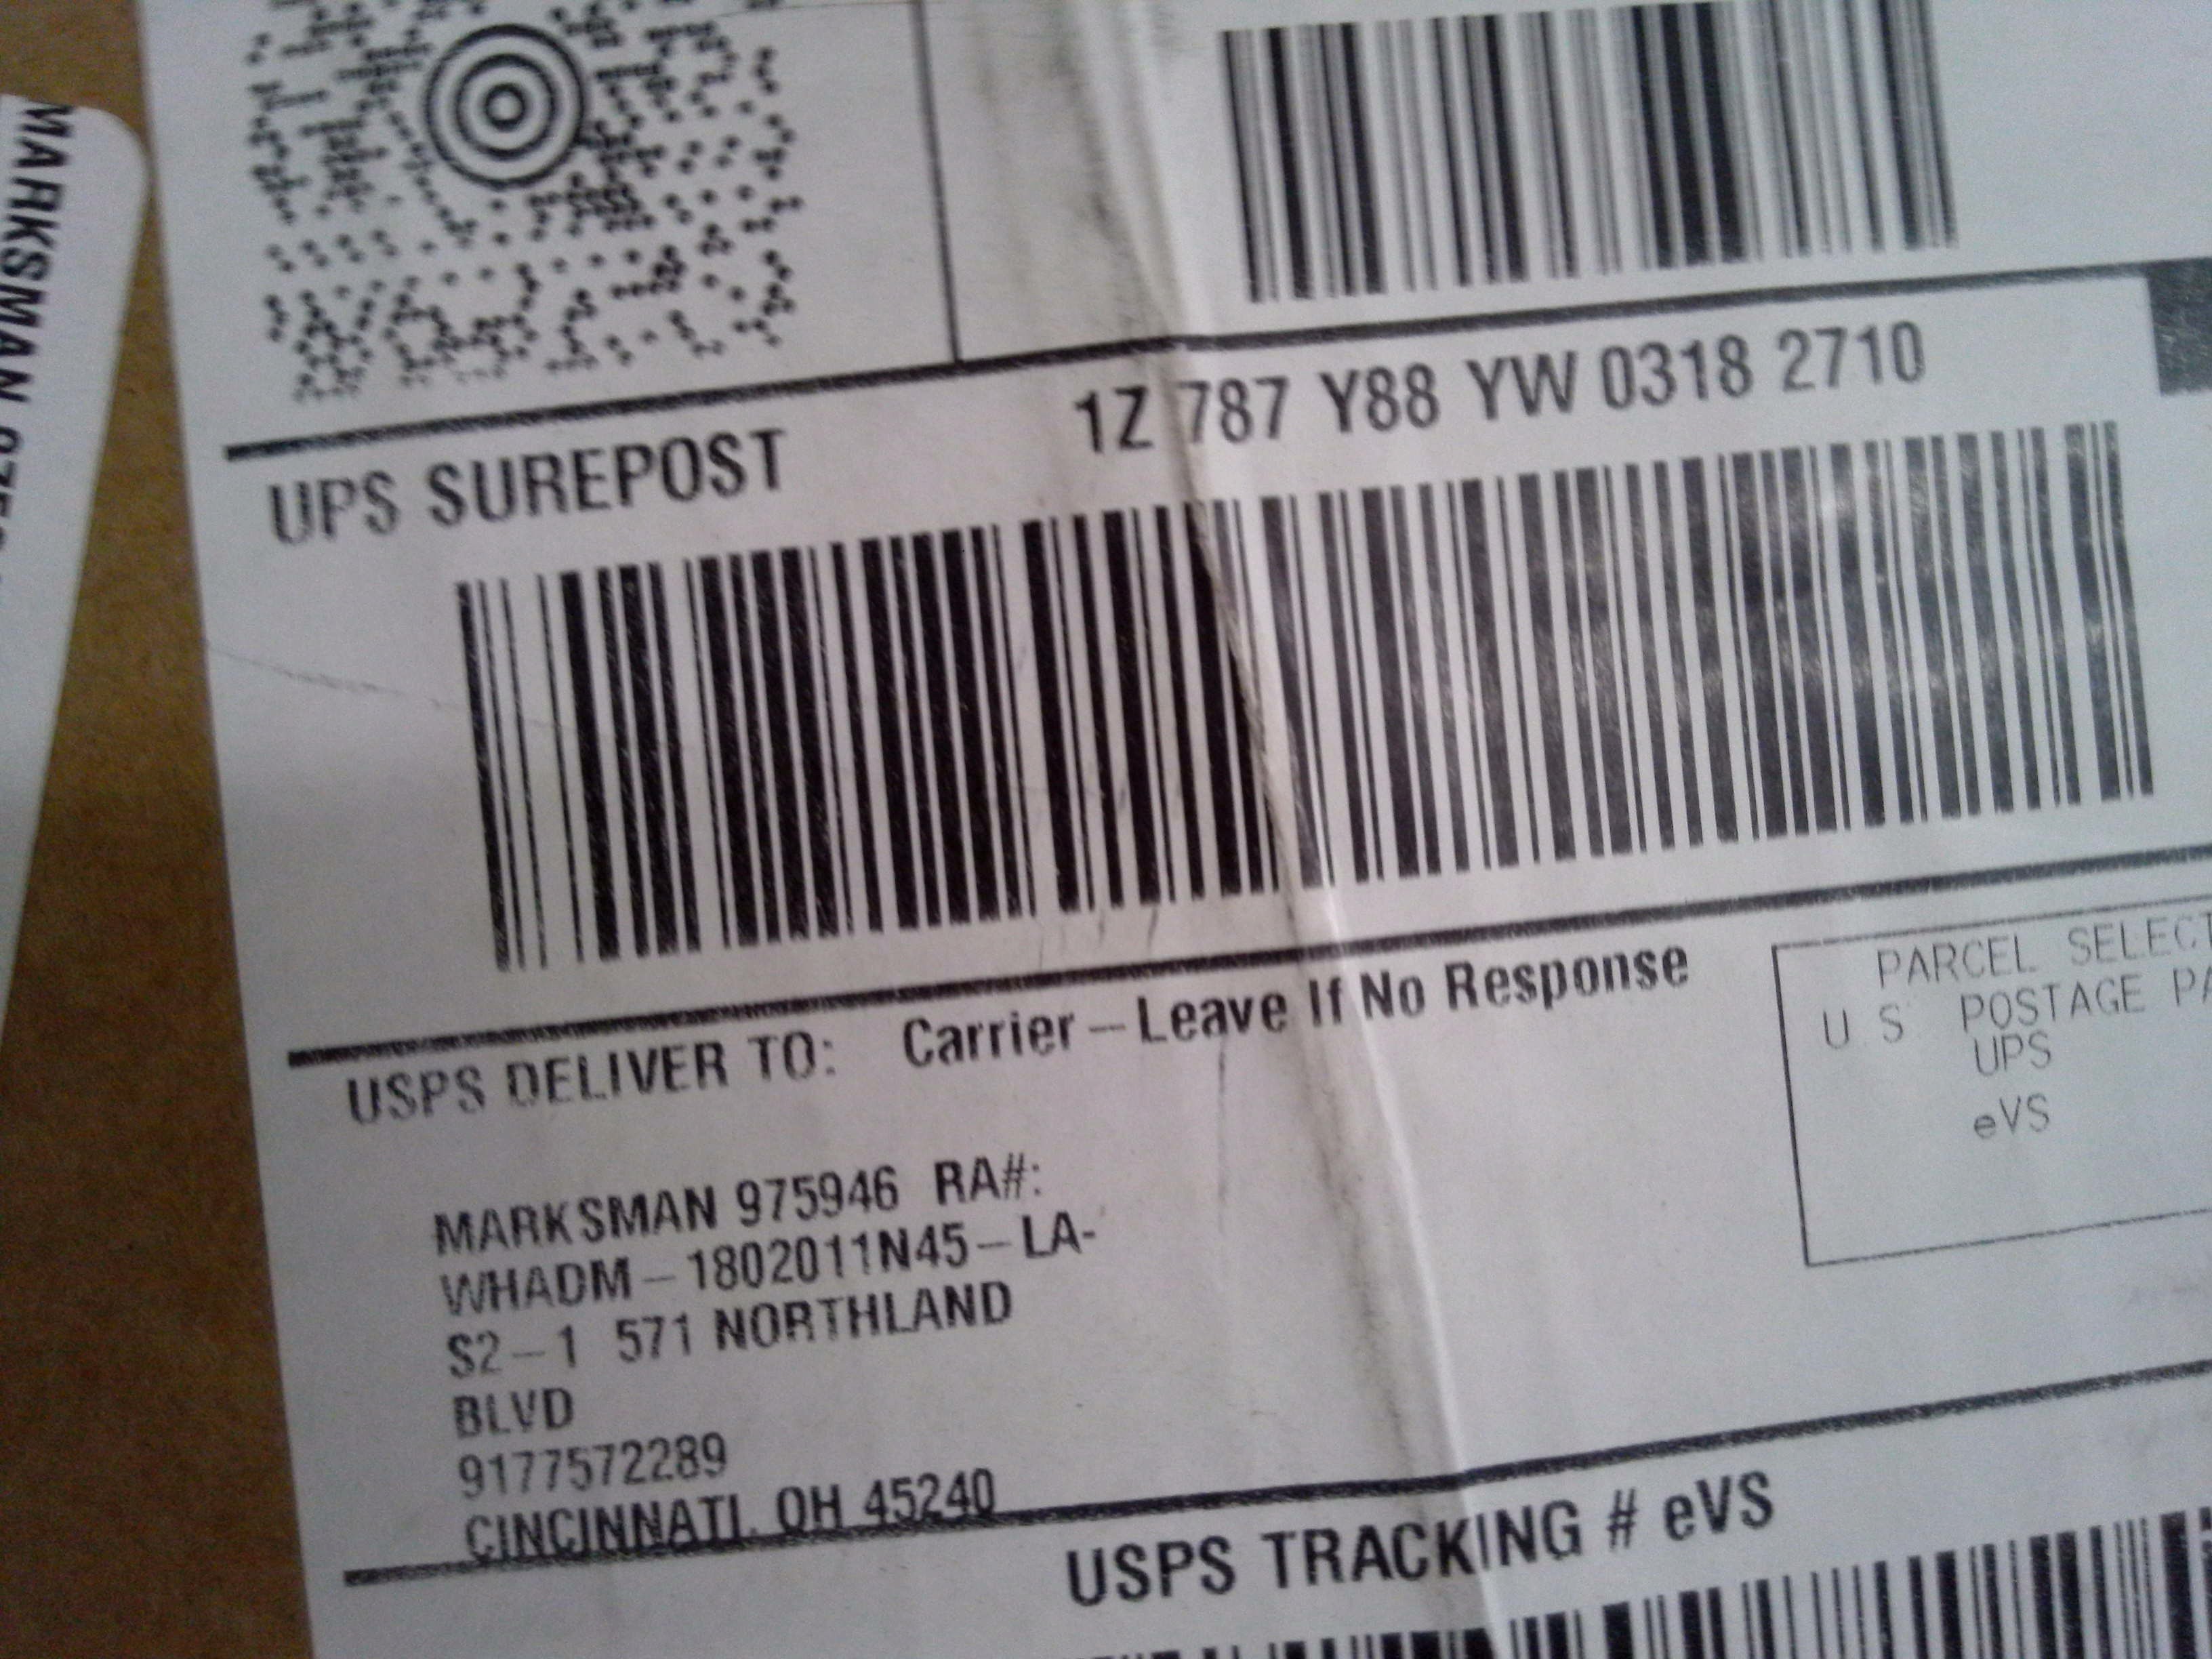 MARKSMAN
UPS SUREPOST
1Z 787 Y88 YW 0318 2710
USPS DELIVER TO: Carrier – Leave If No Response
PARCEL SELECT
U S POSTAGE
UPS
eVS
MARKSMAN 975946 RA#:
WHADM – 1802011N45 – LA-
S2 – 1 571 NORTHLAND
BLVD
9177572289
CINCINNATI, OH 45240
USPS TRACKING # eVS